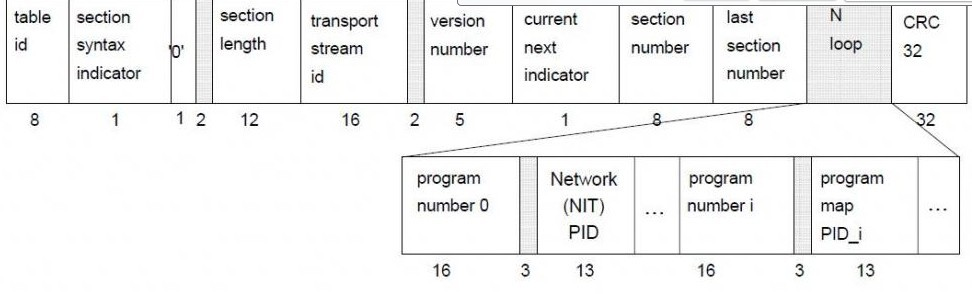 table
id
section
syntax
indicator
'0'
section
length
transport
stream
id
version
number
current
next
indicator
section
number
last
section
number
N
loop
CRC
32
8
1
1
2
12
16
2
5
1
8
8
32
program
number 0
Network
(NIT)
PID
...
program
number i
program
map
PID_i
...
16
3
13
16
3
13